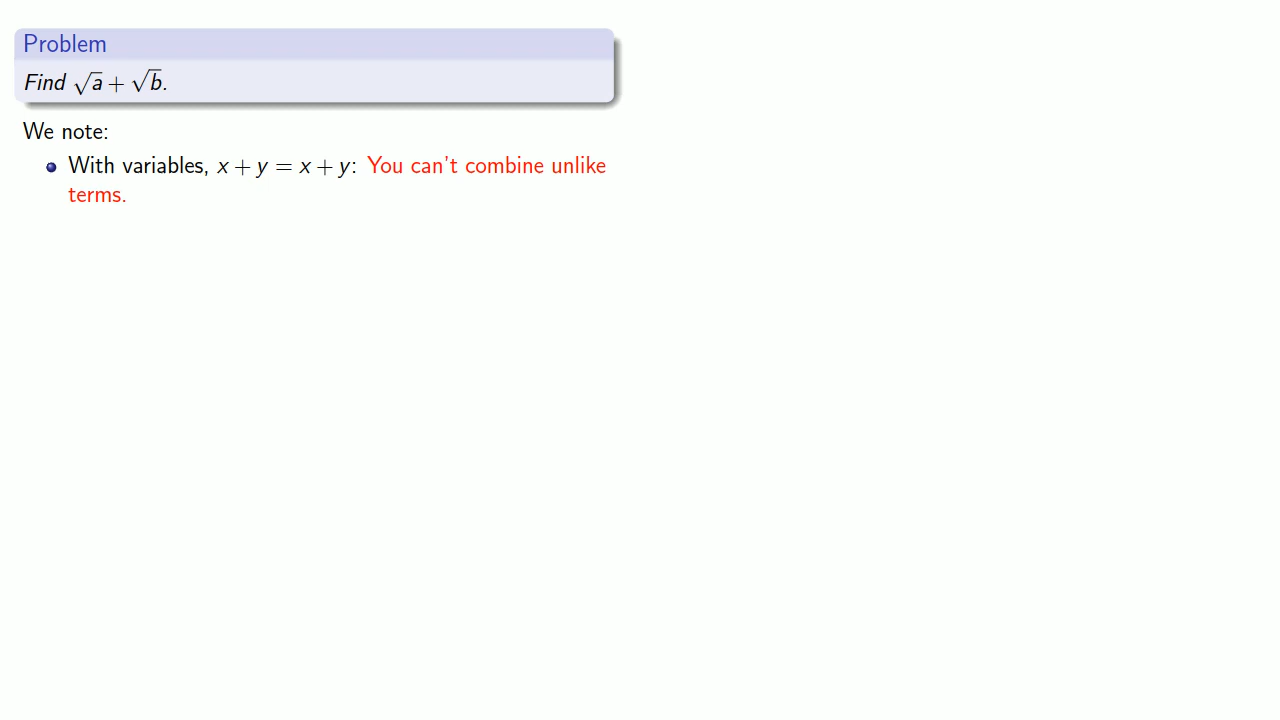 Problem
Find √a + √b.
We note:
With variables, x + y = x + y: You can't combine unlike
terms.